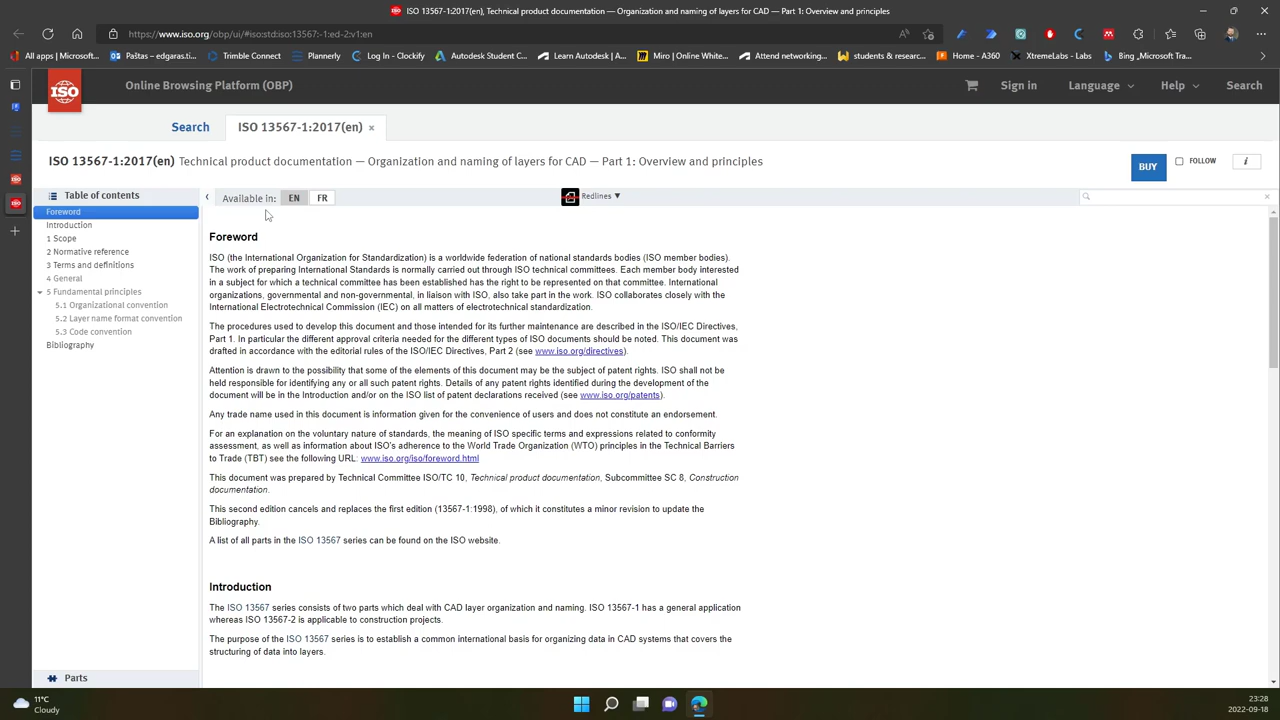 ISO 13567-1:2017(en), Technical product documentation — Organization and naming of layers for CAD — Part 1: Overview and principles
https://www.iso.org/obp/ui/#iso:std:iso:13567:-1:ed-2:v1:en
All apps | Microsoft...
Paštas – edgaras.ti...
Trimble Connect
Plannerly
Log In - Clockify
Autodesk Student C...
Learn Autodesk | A...
Miro | Online White...
Attend networking...
students & researc...
Home - A360
XtremeLabs - Labs
Bing „Microsoft Tra...
ISO
Online Browsing Platform (OBP)
Sign in
Language
Help
Search
Search
ISO 13567-1:2017(en) ×
ISO 13567-1:2017(en) Technical product documentation — Organization and naming of layers for CAD — Part 1: Overview and principles
BUY
FOLLOW
i
Table of contents
Available in: EN FR
Redlines ▼
Foreword
Introduction
1 Scope
2 Normative reference
3 Terms and definitions
4 General
5 Fundamental principles
5.1 Organizational convention
5.2 Layer name format convention
5.3 Code convention
Bibliography
Parts
Foreword
ISO (the International Organization for Standardization) is a worldwide federation of national standards bodies (ISO member bodies).
The work of preparing International Standards is normally carried out through ISO technical committees. Each member body interested
in a subject for which a technical committee has been established has the right to be represented on that committee. International
organizations, governmental and non-governmental, in liaison with ISO, also take part in the work. ISO collaborates closely with the
International Electrotechnical Commission (IEC) on all matters of electrotechnical standardization.
The procedures used to develop this document and those intended for its further maintenance are described in the ISO/IEC Directives,
Part 1. In particular the different approval criteria needed for the different types of ISO documents should be noted. This document was
drafted in accordance with the editorial rules of the ISO/IEC Directives, Part 2 (see www.iso.org/directives).
Attention is drawn to the possibility that some of the elements of this document may be the subject of patent rights. ISO shall not be
held responsible for identifying any or all such patent rights. Details of any patent rights identified during the development of the
document will be in the Introduction and/or on the ISO list of patent declarations received (see www.iso.org/patents).
Any trade name used in this document is information given for the convenience of users and does not constitute an endorsement.
For an explanation on the voluntary nature of standards, the meaning of ISO specific terms and expressions related to conformity
assessment, as well as information about ISO's adherence to the World Trade Organization (WTO) principles in the Technical Barriers
to Trade (TBT) see the following URL: www.iso.org/iso/foreword.html
This document was prepared by Technical Committee ISO/TC 10, Technical product documentation, Subcommittee SC 8, Construction
documentation.
This second edition cancels and replaces the first edition (13567-1:1998), of which it constitutes a minor revision to update the
Bibliography.
A list of all parts in the ISO 13567 series can be found on the ISO website.
Introduction
The ISO 13567 series consists of two parts which deal with CAD layer organization and naming. ISO 13567-1 has a general application
whereas ISO 13567-2 is applicable to construction projects.
The purpose of the ISO 13567 series is to establish a common international basis for organizing data in CAD systems that covers the
structuring of data into layers.
11°C
Cloudy
23:28
2022-09-18